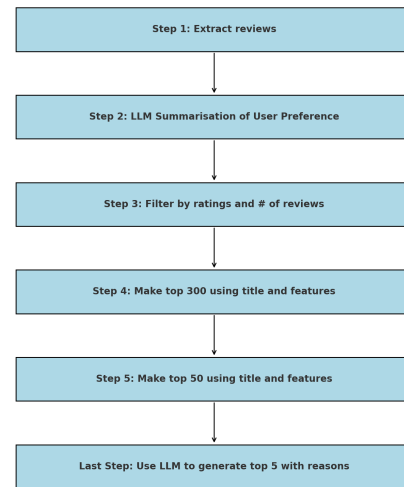 Step 1: Extract reviews
Step 2: LLM Summarisation of User Preference
Step 3: Filter by ratings and # of reviews
Step 4: Make top 300 using title and features
Step 5: Make top 50 using title and features
Last Step: Use LLM to generate top 5 with reasons